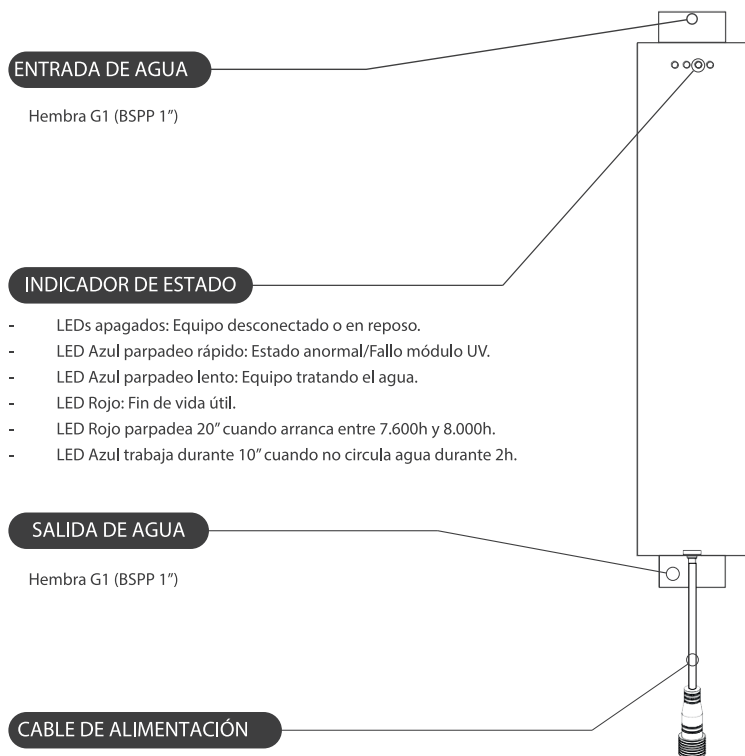 ENTRADA DE AGUA
Hembra G1 (BSPP 1”)
INDICADOR DE ESTADO
- LEDs apagados: Equipo desconectado o en reposo.
- LED Azul parpadeo rápido: Estado anormal/Fallo módulo UV.
- LED Azul parpadeo lento: Equipo tratando el agua.
- LED Rojo: Fin de vida útil.
- LED Rojo parpadea 20” cuando arranca entre 7.600h y 8.000h.
- LED Azul trabaja durante 10” cuando no circula agua durante 2h.
SALIDA DE AGUA
Hembra G1 (BSPP 1”)
CABLE DE ALIMENTACIÓN